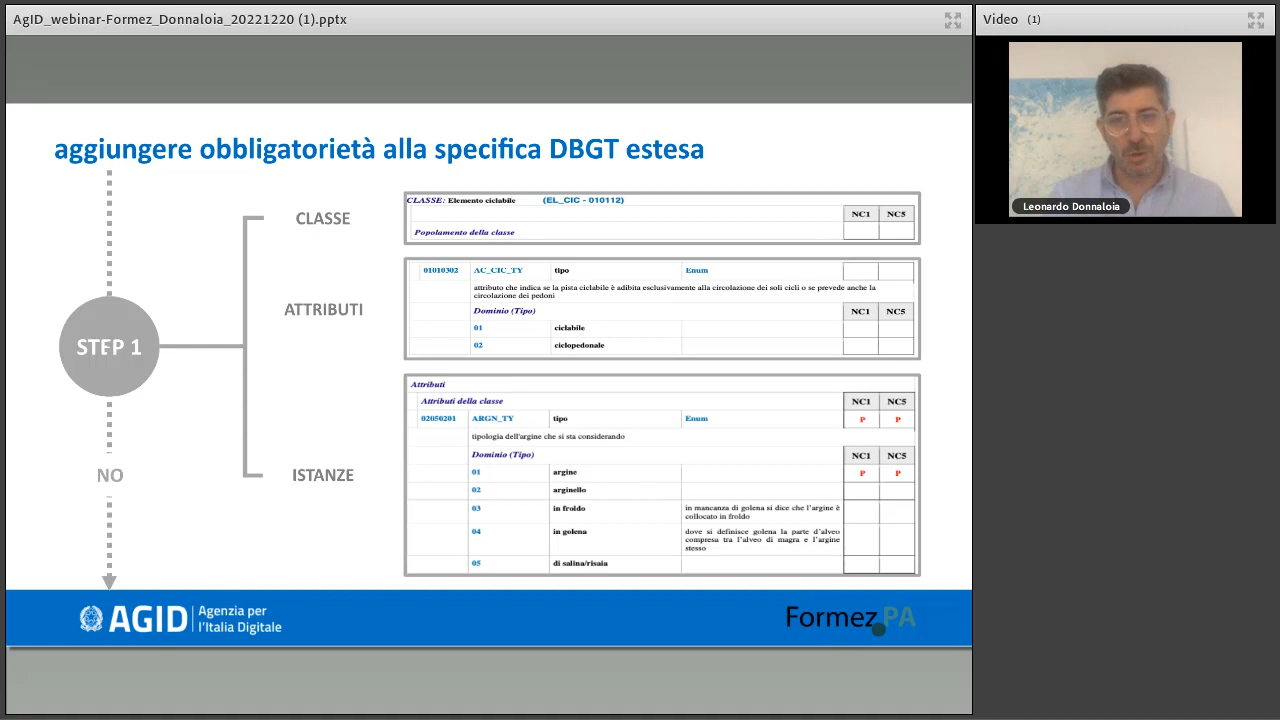 AgID_webinar-Formez_Donnaloia_20221220 (1).pptx
Video (1)
Leonardo Donnaloia
aggiungere obbligatorietà alla specifica DBGT estesa
STEP 1
NO
CLASSE
CLASSE: Elemento ciclabile (EL_CIC - 010112)
NC1 NC5
Popolamento della classe
ATTRIBUTI
01010302 AC_CIC_TY tipo Enum
attributo che indica se la pista ciclabile è adibita esclusivamente alla circolazione dei soli cicli o se prevede anche la
circolazione dei pedoni
Dominio (Tipo) NC1 NC5
01 ciclabile
02 ciclopedonale
ISTANZE
Attributi
Attributi della classe NC1 NC5
02050201 ARGN_TY tipo Enum P P
tipologia dell'argine che si sta considerando
Dominio (Tipo) NC1 NC5
01 argine P P
02 arginello
03 in froldo in mancanza di golena si dice che l'argine è
collocato in froldo
04 in golena dove si definisce golena la parte d'alveo
compresa tra l'alveo di magra e l'argine
stesso
05 di salina/risaia
AGID Agenzia per
l'Italia Digitale
Formez PA